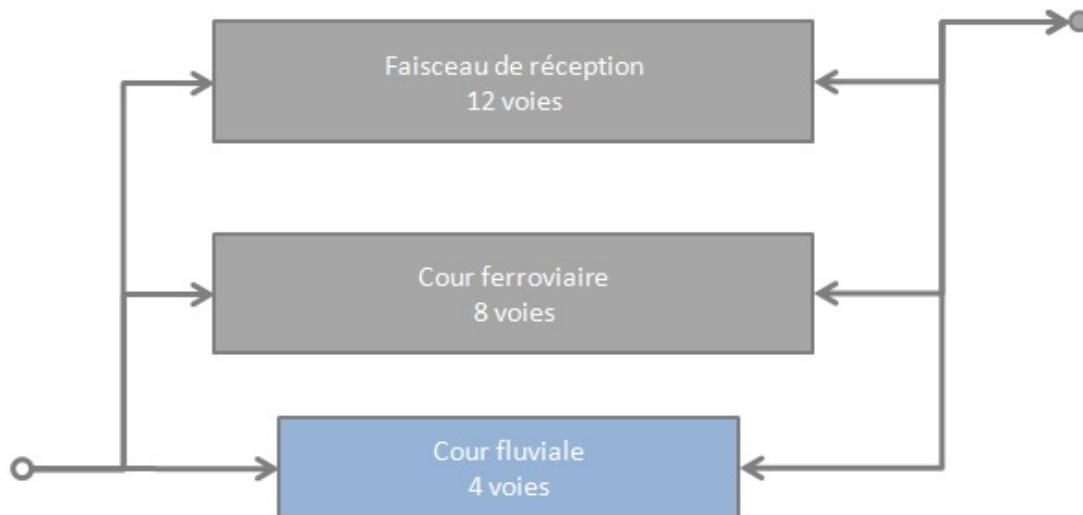 Faisceau de réception
12 voies
Cour ferroviaire
8 voies
Cour fluviale
4 voies